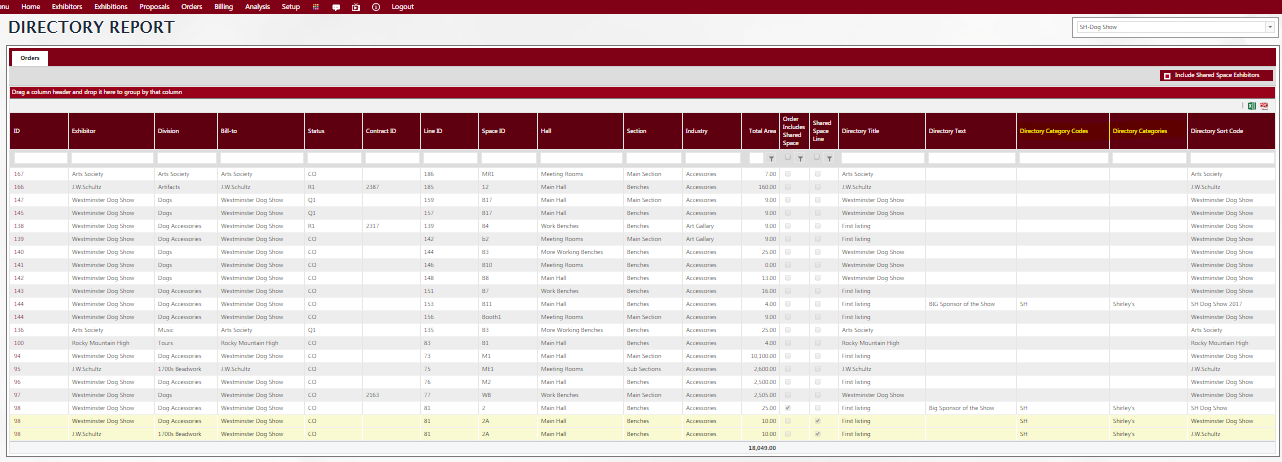 nu Home Exhibitors Exhibitions Proposals Orders Billing Analysis Setup Logout
DIRECTORY REPORT
SH-Dog Show
Orders
Include Shared Space Exhibitors
Drag a column header and drop it here to group by that column
ID Exhibitor Division Bill-to Status Contract ID Line ID Space ID Hall Section Industry Total Area Order Includes Shared Space Shared Space Line Directory Title Directory Text Directory Category Codes Directory Categories Directory Sort Code
167 Arts Society Arts Society Arts Society CO 186 MR1 Meeting Rooms Main Section Accessories 7.00 Arts Society Arts Society
166 J.W.Schultz Artifacts J.W.Schultz R1 2387 185 12 Main Hall Benches Accessories 160.00 J.W.Schultz J.W.Schultz
147 Westminster Dog Show Dogs Westminster Dog Show Q1 159 B17 Main Hall Main Section Accessories 9.00 Westminster Dog Show Westminster Dog Show
145 Westminster Dog Show Dogs Westminster Dog Show Q1 157 B17 Main Hall Benches Accessories 9.00 Westminster Dog Show Westminster Dog Show
138 Westminster Dog Show Dog Accessories Westminster Dog Show R1 2317 139 B4 Work Benches Benches Art Gallary 9.00 First listing Westminster Dog Show
139 Westminster Dog Show Dog Accessories Westminster Dog Show CO 142 b2 Meeting Rooms Main Section Art Gallary 9.00 First listing Westminster Dog Show
140 Westminster Dog Show Dogs Westminster Dog Show CO 144 B3 More Working Benches Benches Accessories 25.00 Westminster Dog Show Westminster Dog Show
141 Westminster Dog Show Dogs Westminster Dog Show CO 145 B10 Meeting Rooms Benches Accessories 0.00 Westminster Dog Show Westminster Dog Show
142 Westminster Dog Show Dogs Westminster Dog Show CO 148 B8 Main Hall Benches Accessories 13.00 Westminster Dog Show Westminster Dog Show
143 Westminster Dog Show Dog Accessories Westminster Dog Show CO 151 B7 Work Benches Benches Accessories 16.00 First listing Westminster Dog Show
144 Westminster Dog Show Dog Accessories Westminster Dog Show CO 153 B11 Main Hall Benches Accessories 4.00 First listing BIG Sponsor of the Show SH Shirley's SH Dog Show 2017
144 Westminster Dog Show Dog Accessories Westminster Dog Show CO 156 Booth1 Meeting Rooms Main Section Accessories 9.00 First listing Westminster Dog Show
136 Arts Society Music Arts Society Q1 135 B3 More Working Benches Benches Accessories 25.00 Arts Society Arts Society
100 Rocky Mountain High Tours Rocky Mountain High CO 83 B1 Main Hall Benches Accessories 4.00 Rocky Mountain High Rocky Mountain High
94 Westminster Dog Show Dog Accessories Westminster Dog Show CO 73 M1 Main Hall Main Section Accessories 10,100.00 First listing Westminster Dog Show
95 J.W.Schultz 1700s Beadwork J.W.Schultz CO 75 ME1 Meeting Rooms Sub Sections Accessories 2,600.00 J.W.Schultz J.W.Schultz
96 Westminster Dog Show Dog Accessories Westminster Dog Show CO 76 M2 Main Hall Benches Accessories 2,500.00 First listing Westminster Dog Show
97 Westminster Dog Show Dogs Westminster Dog Show CO 2163 77 WB Work Benches Main Section Accessories 2,505.00 First listing Westminster Dog Show
98 Westminster Dog Show Dog Accessories Westminster Dog Show CO 81 2 Main Hall Benches Accessories 25.00 First listing Big Sponsor of the Show SH Shirley's SH Dog Show
98 Westminster Dog Show Dog Accessories Westminster Dog Show CO 81 2A Main Hall Benches Accessories 10.00 First listing SH Shirley's Westminster Dog Show
98 J.W.Schultz 1700s Beadwork Westminster Dog Show CO 81 2A Main Hall Benches Accessories 10.00 First listing SH Shirley's J.W.Schultz
18,049.00